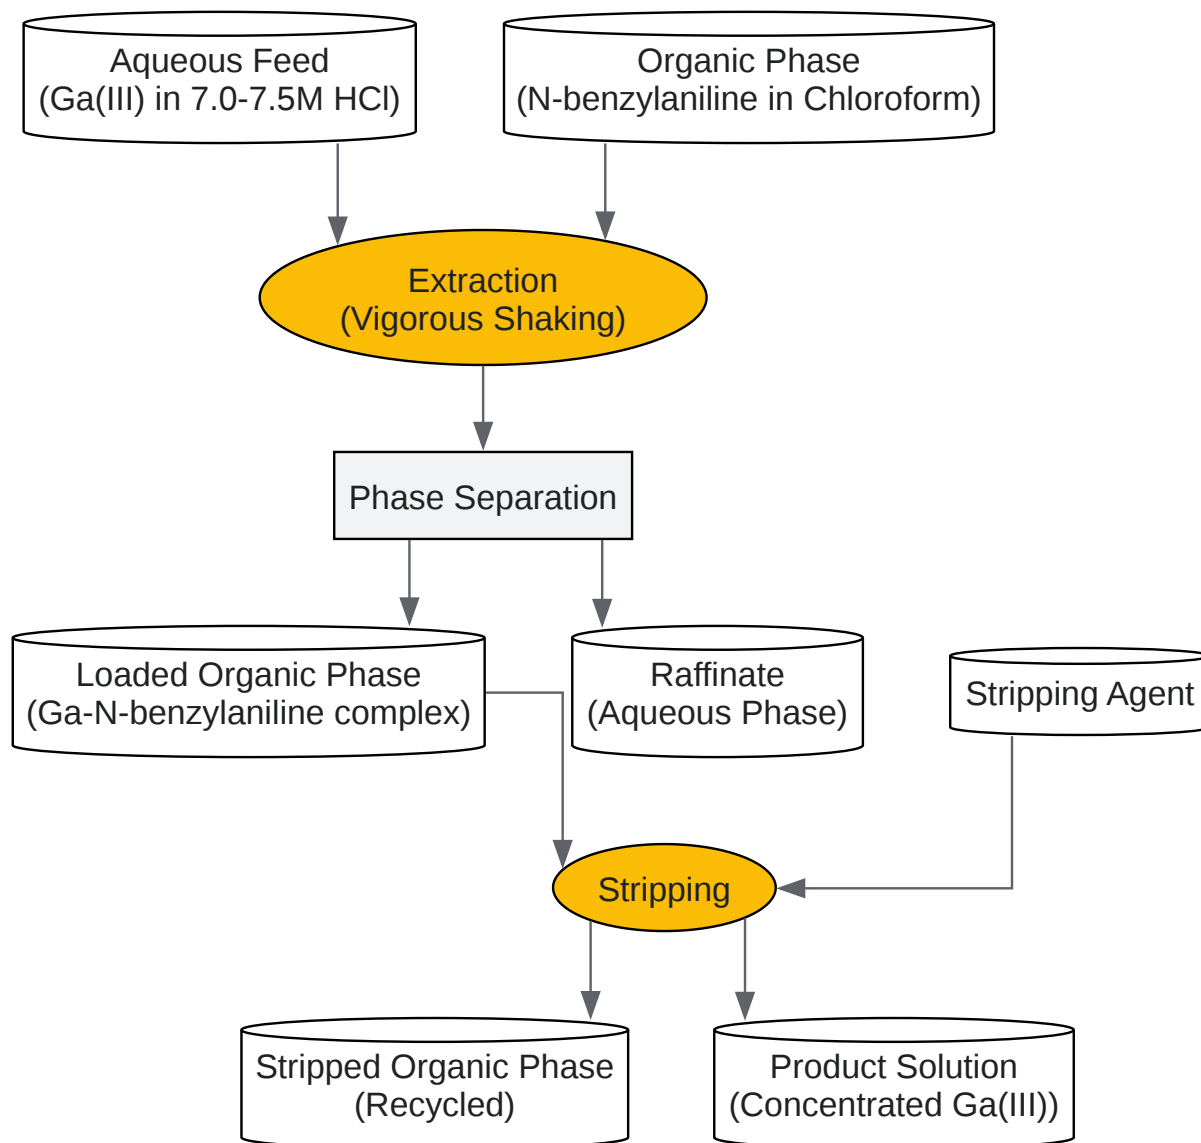 Aqueous Feed
(Ga(III) in 7.0-7.5M HCl)
Organic Phase
(N-benzylaniline in Chloroform)
Extraction
(Vigorous Shaking)
Phase Separation
Loaded Organic Phase
(Ga-N-benzylaniline complex)
Raffinate
(Aqueous Phase)
Stripping Agent
Stripping
Stripped Organic Phase
(Recycled)
Product Solution
(Concentrated Ga(III))